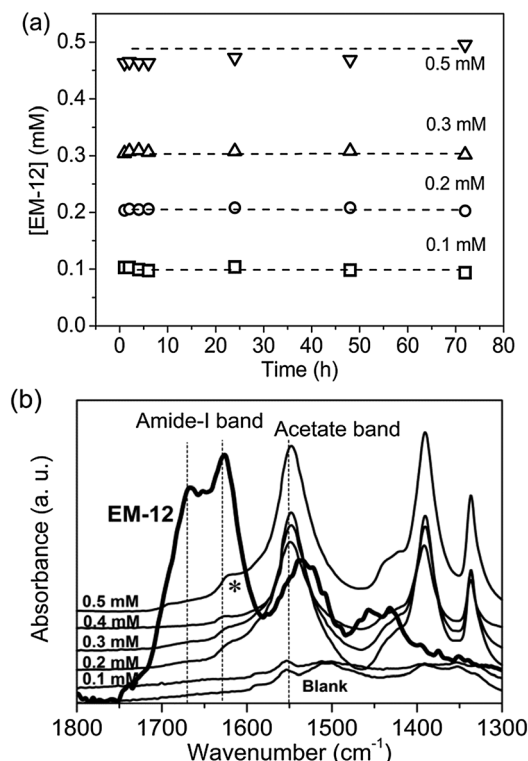 (a)
0.5
0.4
0.3
0.2
0.1
0.0
[EM-12] (mM)
0.5 mM
0.3 mM
0.2 mM
0.1 mM
0 10 20 30 40 50 60 70 80
Time (h)
(b)
Amide-I band
Acetate band
EM-12
*
0.5 mM
0.4 mM
0.3 mM
0.2 mM
0.1 mM
Blank
Absorbance (a. u.)
1800 1700 1600 1500 1400 1300
Wavenumber (cm⁻¹)